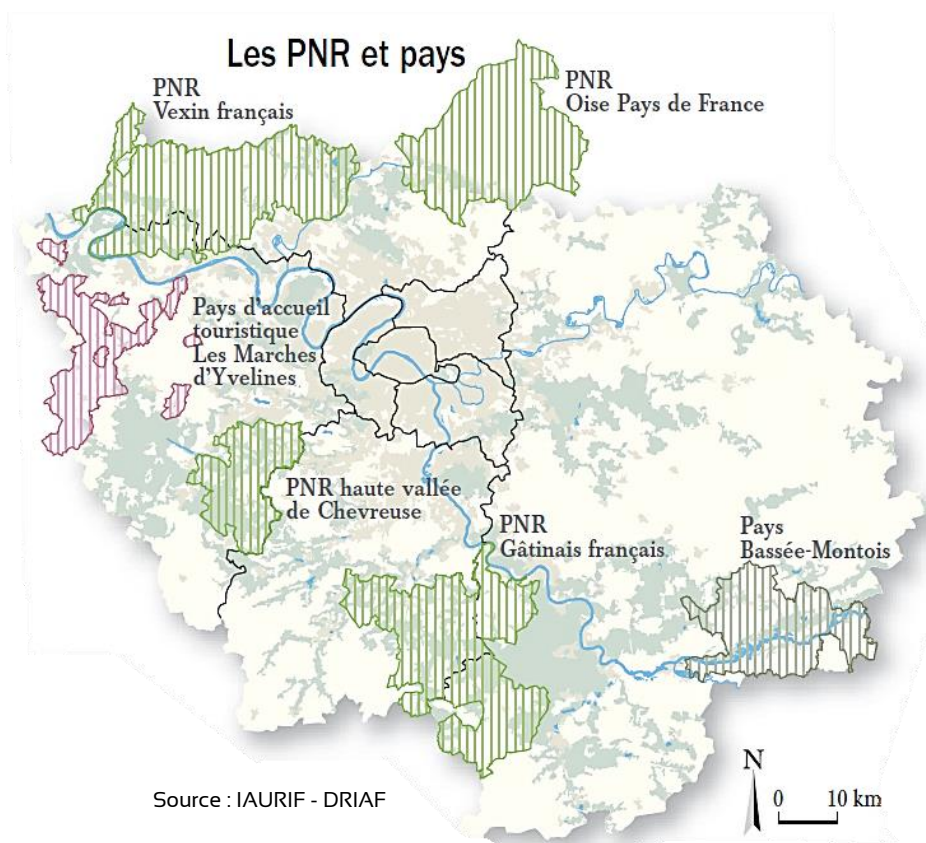 Les PNR et pays
PNR
Vexin français
PNR
Oise Pays de France
Pays d'accueil
touristique
Les Marches
d'Yvelines
PNR haute vallée
de Chevreuse
PNR
Gâtinais français
Pays
Bassée-Montois
Source : IAURIF - DRIAF
N
0 10 km